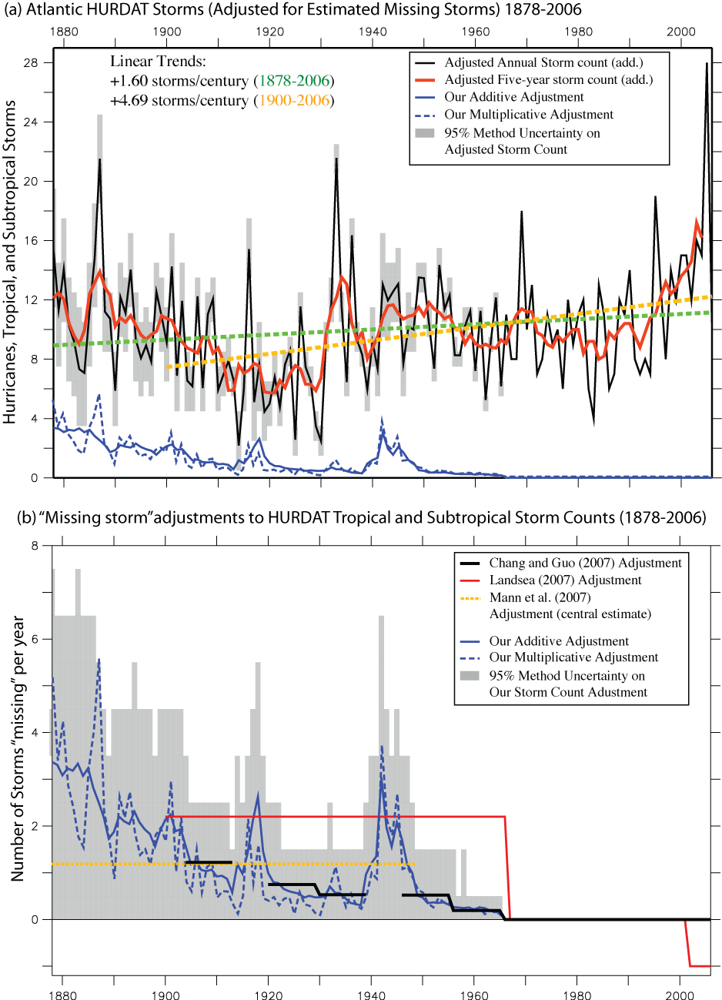 (a) Atlantic HURDAT Storms (Adjusted for Estimated Missing Storms) 1878-2006
1880 1900 1920 1940 1960 1980 2000
Linear Trends:
+1.60 storms/century (1878-2006)
+4.69 storms/century (1900-2006)
Adjusted Annual Storm count (add.)
Adjusted Five-year storm count (add.)
Our Additive Adjustment
Our Multiplicative Adjustment
95% Method Uncertainty on
Adjusted Storm Count
Hurricanes, Tropical, and Subtropical Storms
28
24
20
16
12
8
4
0
(b) “Missing storm” adjustments to HURDAT Tropical and Subtropical Storm Counts (1878-2006)
Chang and Guo (2007) Adjustment
Landsea (2007) Adjustment
Mann et al. (2007)
Adjustment (central estimate)
Our Additive Adjustment
Our Multiplicative Adjustment
95% Method Uncertainty on
Our Storm Count Adustment
Number of Storms “missing” per year
8
6
4
2
0
1880 1900 1920 1940 1960 1980 2000